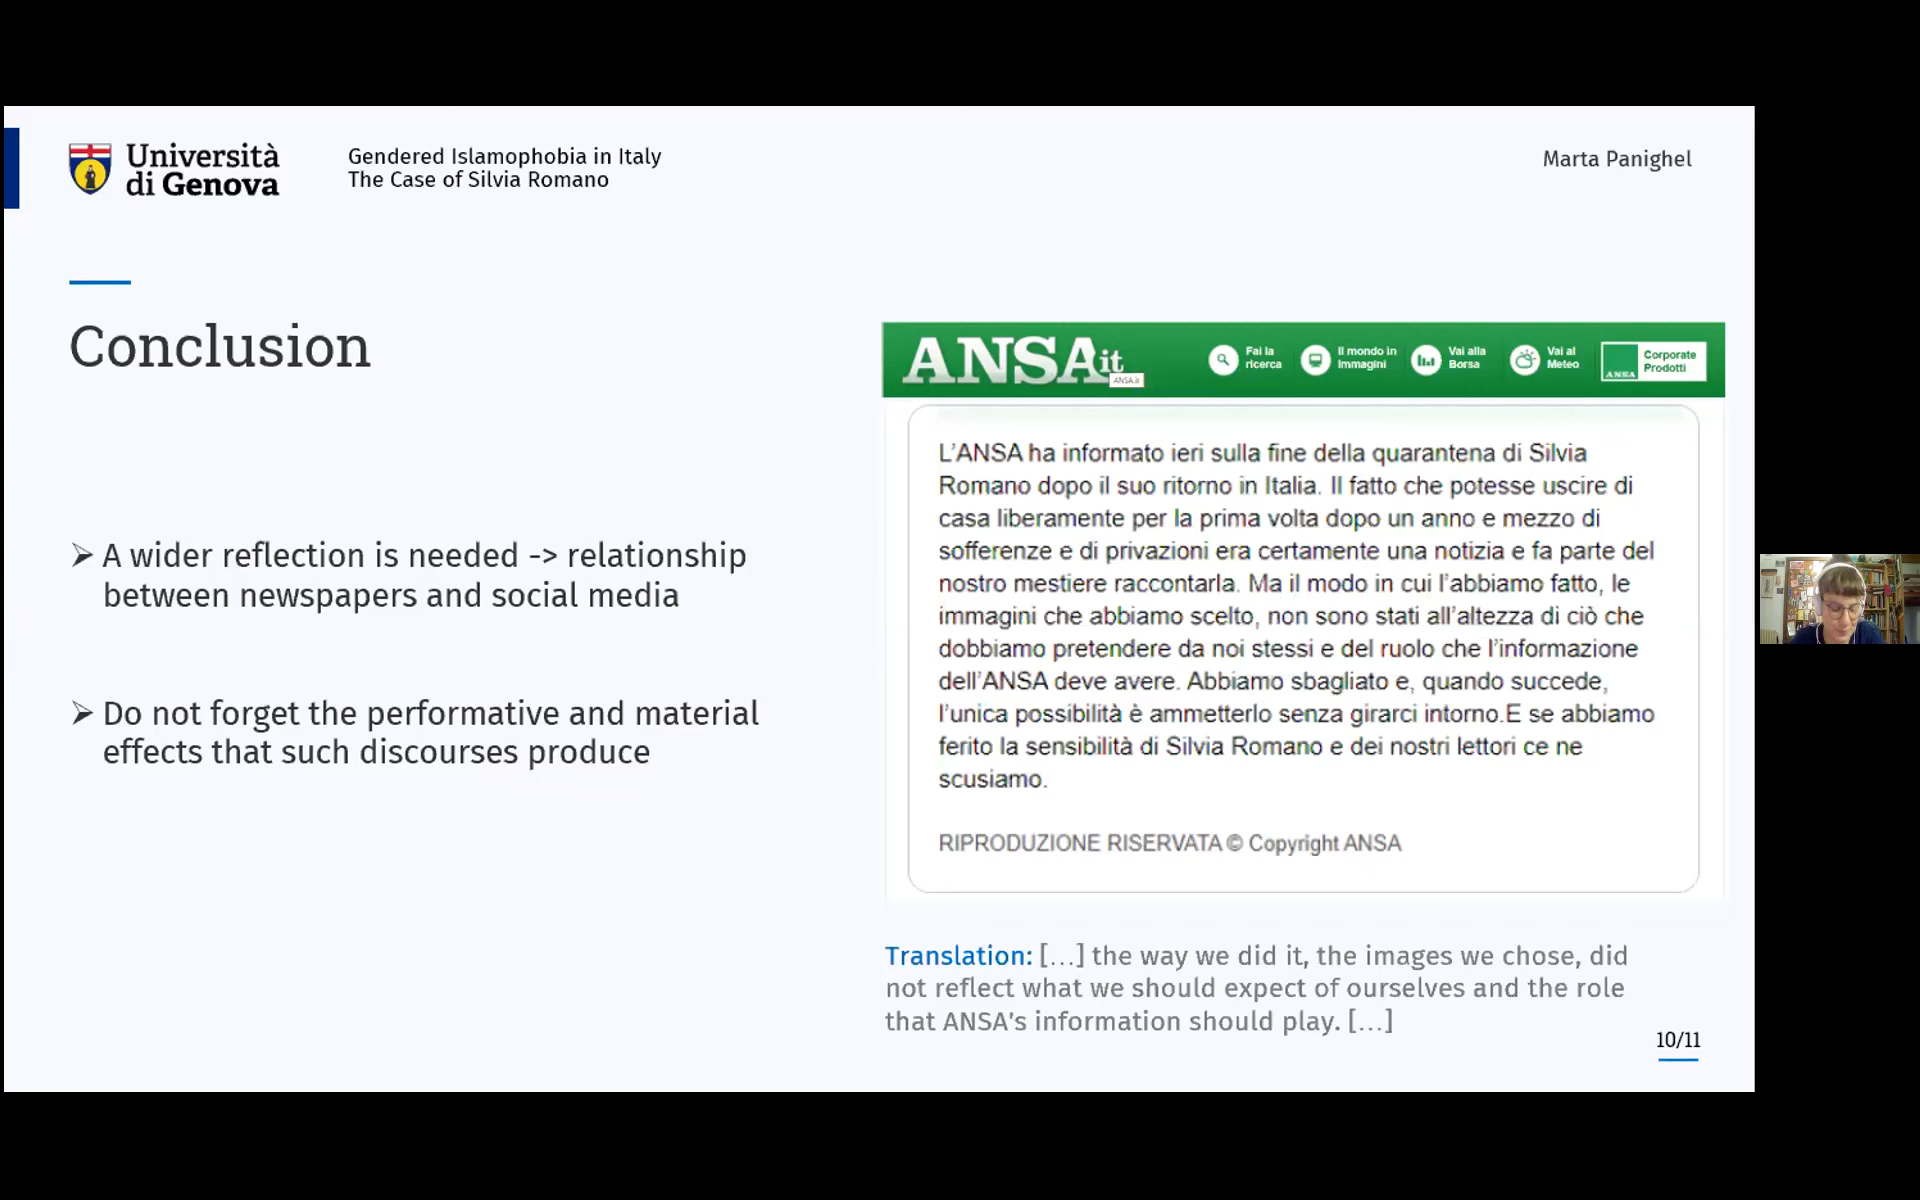 Università
di Genova
Gendered Islamophobia in Italy
The Case of Silvia Romano
Marta Panighel
Conclusion
➢ A wider reflection is needed -> relationship
between newspapers and social media
➢ Do not forget the performative and material
effects that such discourses produce
ANSAit
ANSA.it
Fai la
ricerca
Il mondo in
Immagini
Vai alla
Borsa
Vai al
Meteo
ANSA
Corporate
Prodotti
L'ANSA ha informato ieri sulla fine della quarantena di Silvia
Romano dopo il suo ritorno in Italia. Il fatto che potesse uscire di
casa liberamente per la prima volta dopo un anno e mezzo di
sofferenze e di privazioni era certamente una notizia e fa parte del
nostro mestiere raccontarla. Ma il modo in cui l'abbiamo fatto, le
immagini che abbiamo scelto, non sono stati all'altezza di ciò che
dobbiamo pretendere da noi stessi e del ruolo che l'informazione
dell'ANSA deve avere. Abbiamo sbagliato e, quando succede,
l'unica possibilità è ammetterlo senza girarci intorno.E se abbiamo
ferito la sensibilità di Silvia Romano e dei nostri lettori ce ne
scusiamo.
RIPRODUZIONE RISERVATA © Copyright ANSA
Translation: [...] the way we did it, the images we chose, did
not reflect what we should expect of ourselves and the role
that ANSA's information should play. [...]
10/11